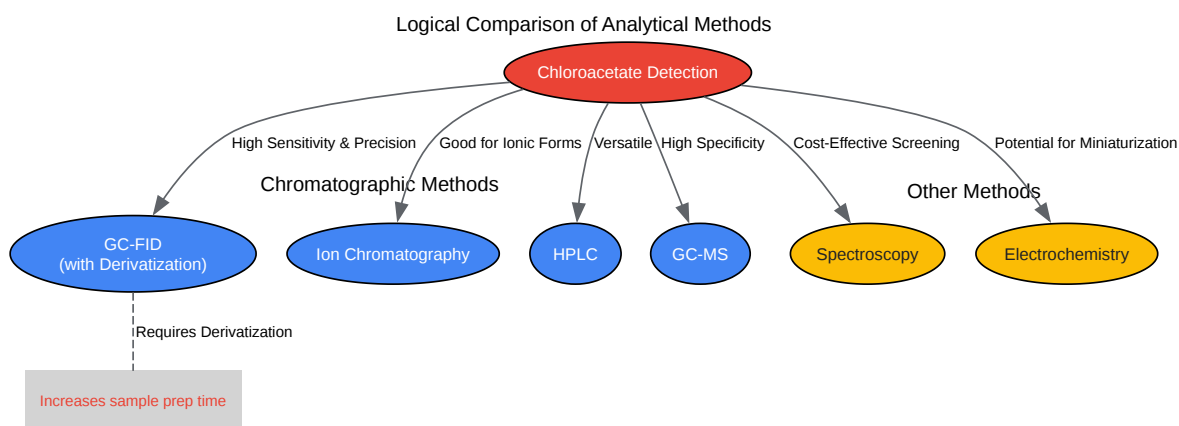 Logical Comparison of Analytical Methods
Chloroacetate Detection
High Sensitivity & Precision
Good for Ionic Forms
Versatile
High Specificity
Cost-Effective Screening
Potential for Miniaturization
Chromatographic Methods
Other Methods
GC-FID
(with Derivatization)
Ion Chromatography
HPLC
GC-MS
Spectroscopy
Electrochemistry
Requires Derivatization
Increases sample prep time